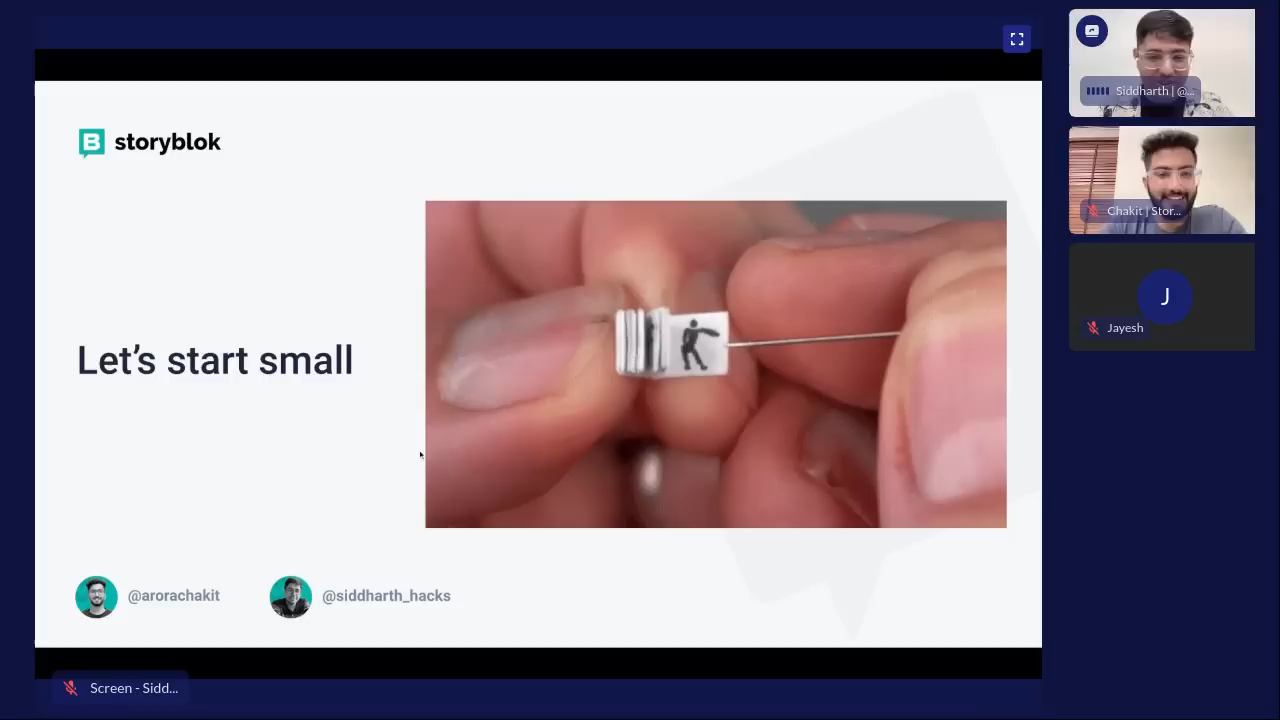 storyblok
Let's start small
@arorachakit
@siddharth_hacks
Screen - Sidd...
Siddharth | @...
Chakit | Stor...
J
Jayesh